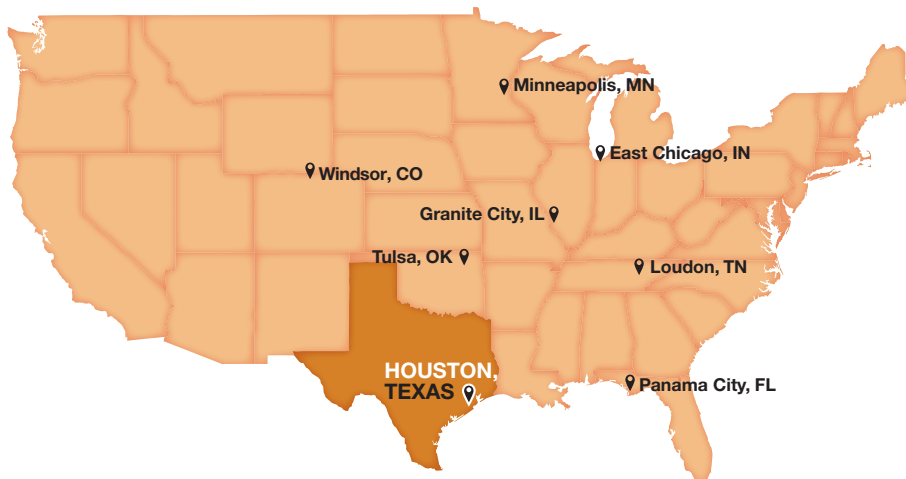 Minneapolis, MN
East Chicago, IN
Windsor, CO
Granite City, IL
Tulsa, OK
Loudon, TN
HOUSTON,
TEXAS
Panama City, FL